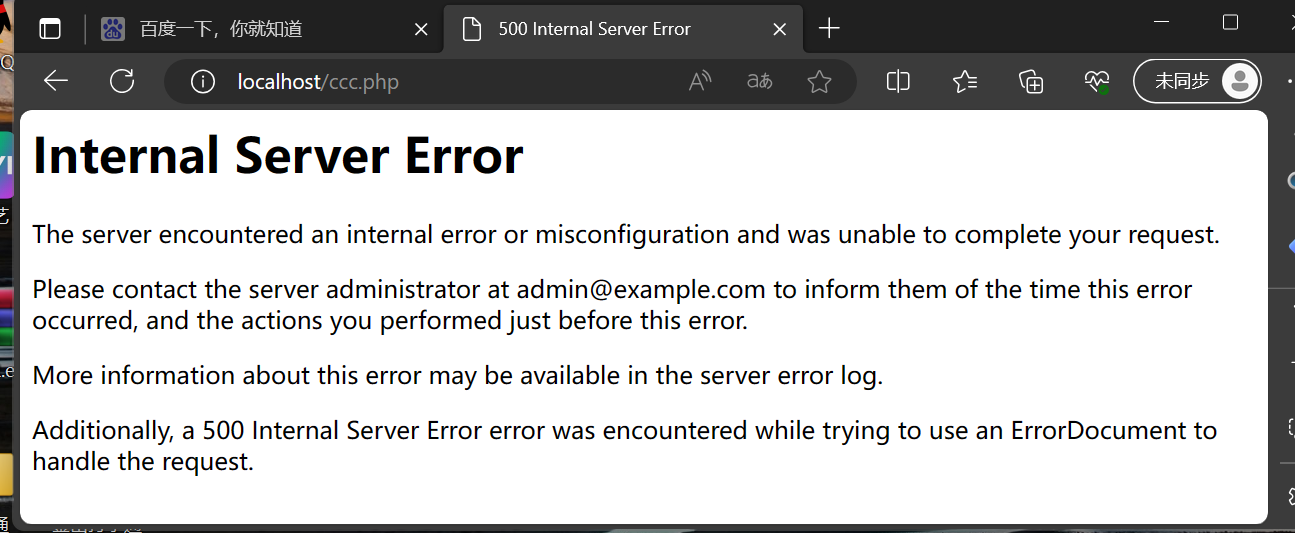 百度一下，你就知道
500 Internal Server Error
localhost/ccc.php
未同步
Internal Server Error
The server encountered an internal error or misconfiguration and was unable to complete your request.
Please contact the server administrator at admin@example.com to inform them of the time this error
occurred, and the actions you performed just before this error.
More information about this error may be available in the server error log.
Additionally, a 500 Internal Server Error error was encountered while trying to use an ErrorDocument to
handle the request.